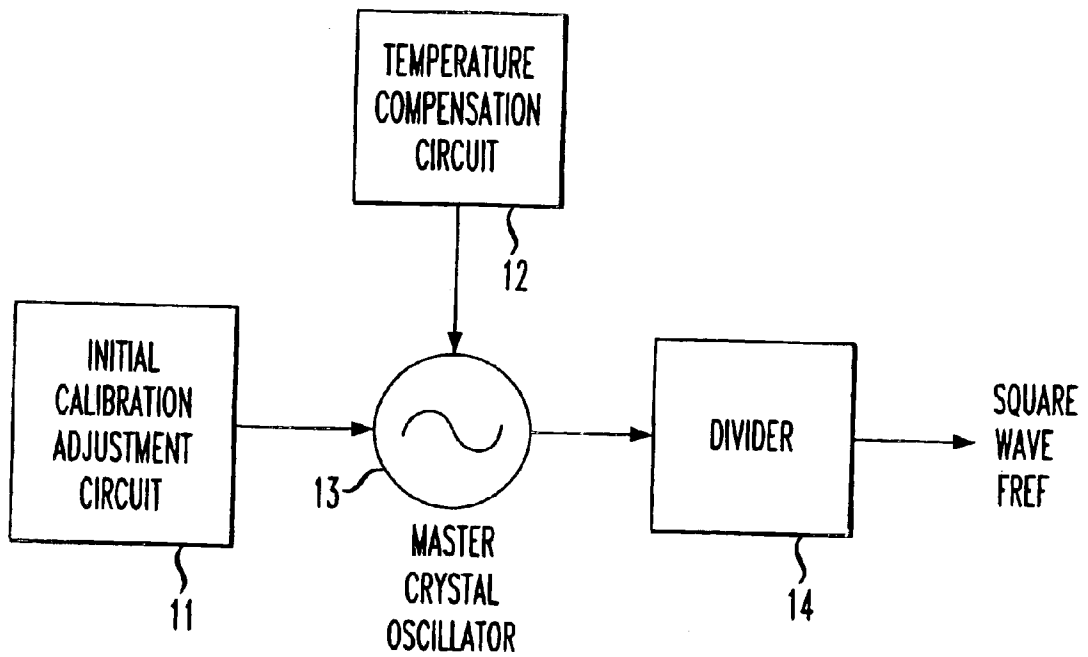 TEMPERATURE
COMPENSATION
CIRCUIT
12
INITIAL
CALIBRATION
ADJUSTMENT
CIRCUIT
11
13
MASTER
CRYSTAL
OSCILLATOR
DIVIDER
14
SQUARE
WAVE
FREF